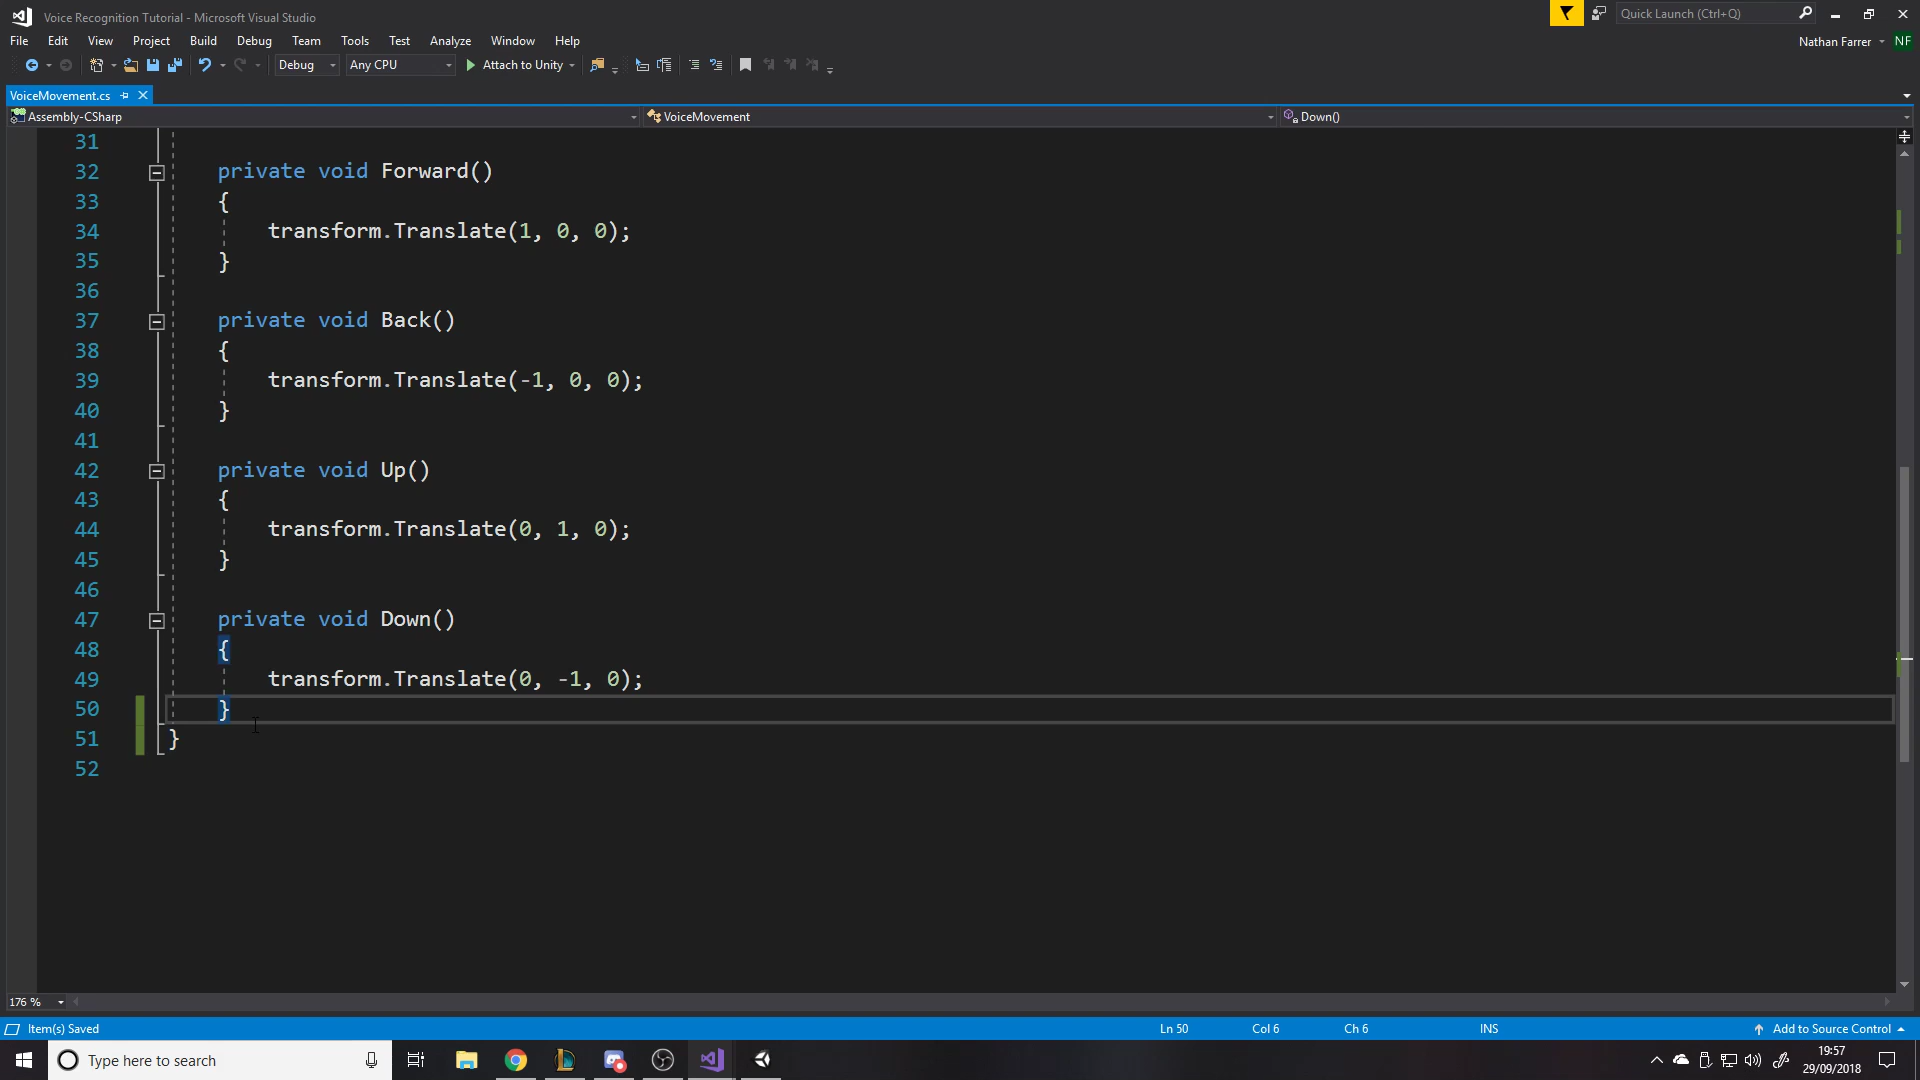 Voice Recognition Tutorial - Microsoft Visual Studio
Quick Launch (Ctrl+Q)
File Edit View Project Build Debug Team Tools Test Analyze Window Help
Nathan Farrer NF
Debug Any CPU Attach to Unity
VoiceMovement.cs
Assembly-CSharp VoiceMovement Down()
31
32 private void Forward()
33 {
34 transform.Translate(1, 0, 0);
35 }
36
37 private void Back()
38 {
39 transform.Translate(-1, 0, 0);
40 }
41
42 private void Up()
43 {
44 transform.Translate(0, 1, 0);
45 }
46
47 private void Down()
48 {
49 transform.Translate(0, -1, 0);
50 }
51 }
52
176 %
Item(s) Saved Ln 50 Col 6 Ch 6 INS Add to Source Control
Type here to search
19:57
29/09/2018